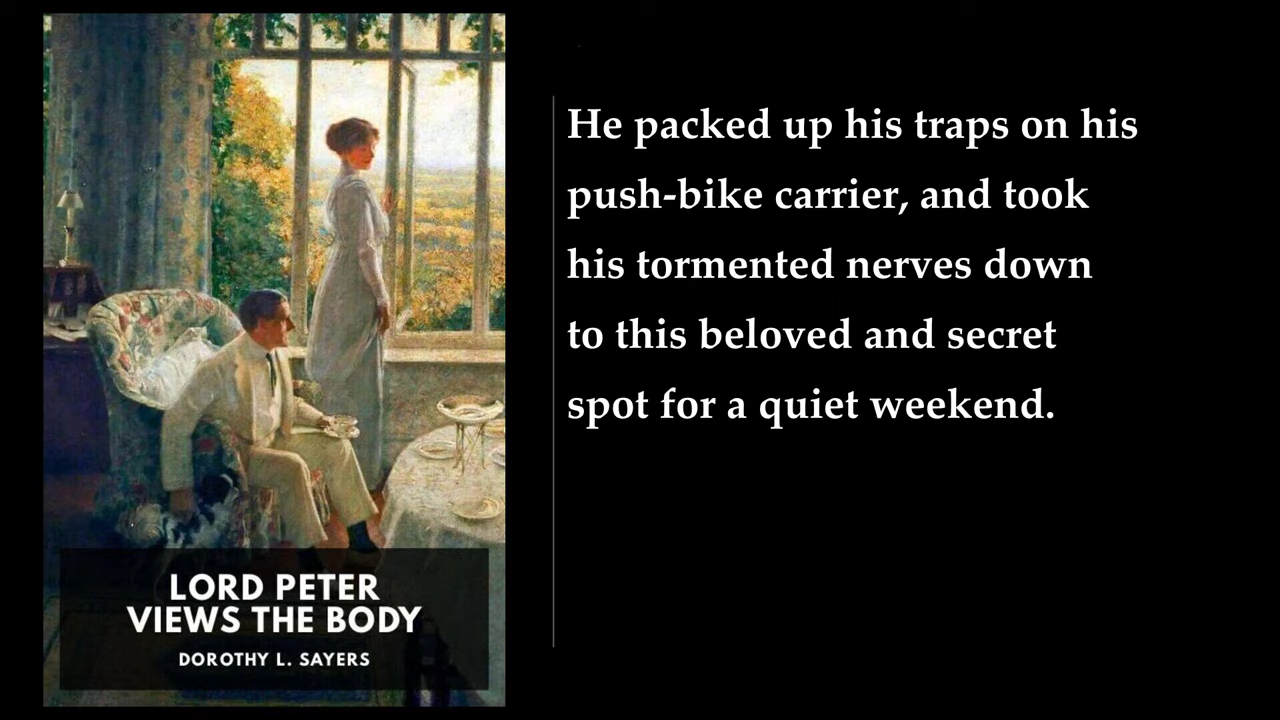 He packed up his traps on his
push-bike carrier, and took
his tormented nerves down
to this beloved and secret
spot for a quiet weekend.
LORD PETER
VIEWS THE BODY
DOROTHY L. SAYERS